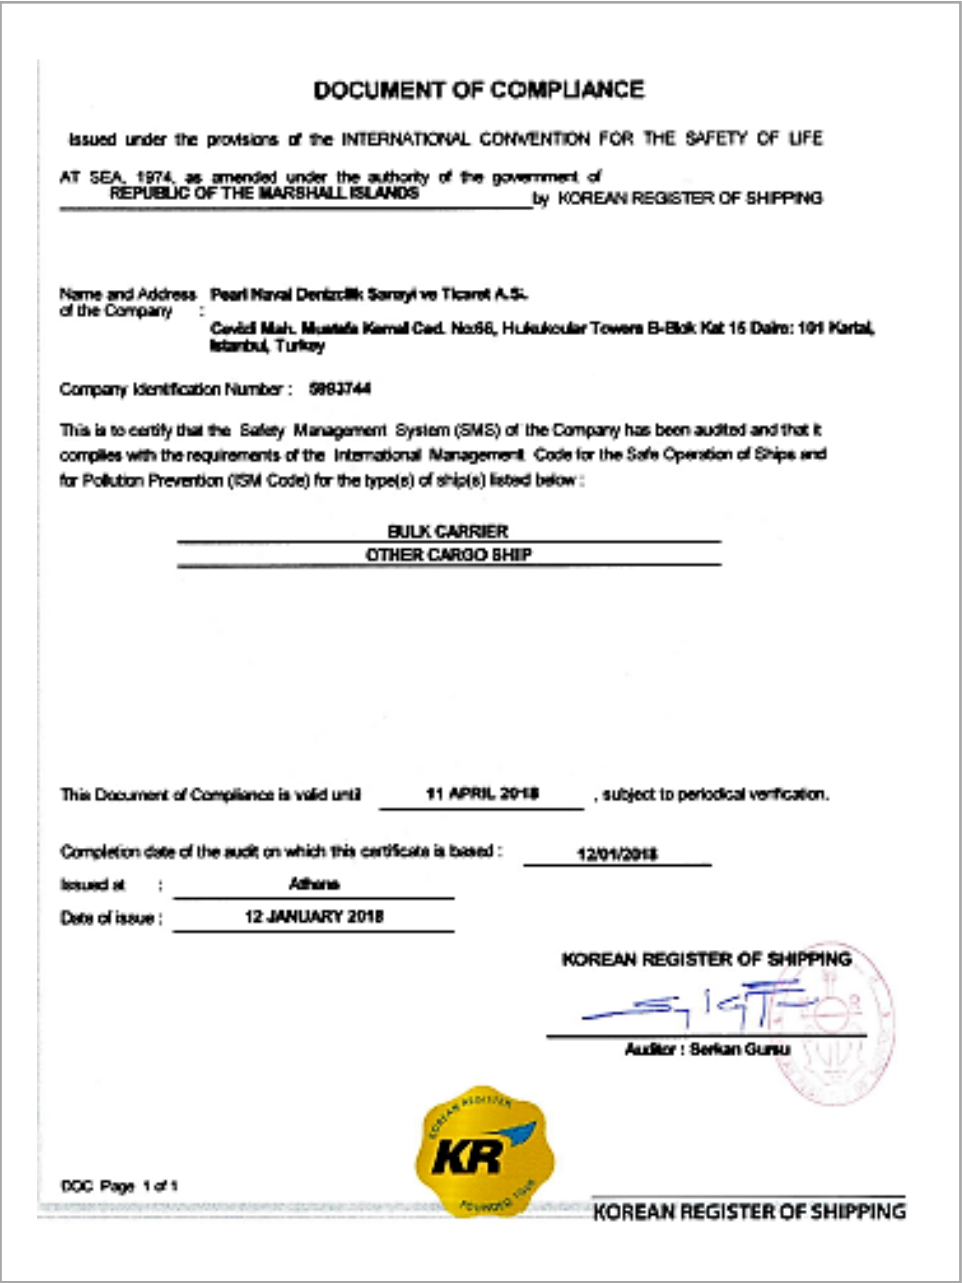 DOCUMENT OF COMPLIANCE
Issued under the provisions of the INTERNATIONAL CONVENTION FOR THE SAFETY OF LIFE
AT SEA, 1974, as amended under the authority of the government of
REPUBLIC OF THE MARSHALL ISLANDS
by KOREAN REGISTER OF SHIPPING
Name and Address Pearl Naval Denizcilik Sanayi ve Ticaret A.S.
of the Company :
Cevizli Mah. Mustafa Kemal Cad. No:66, Hukukcular Towers B-Blok Kat 15 Daire: 101 Kartal,
Istanbul, Turkey
Company Identification Number :
This is to certify that the Safety Management System (SMS) of the Company has been audited and that it
complies with the requirements of the International Management Code for the Safe Operation of Ships and
for Pollution Prevention (ISM Code) for the type(s) of ship(s) listed below :
BULK CARRIER
OTHER CARGO SHIP
This Document of Compliance is valid until 11 APRIL 2018 , subject to periodical verification.
Completion date of the audit on which this certificate is based : 12/01/2018
Issued at : Athens
Date of issue : 12 JANUARY 2018
KOREAN REGISTER OF SHIPPING
Auditor : Serkan Gursu
KOREAN REGISTER
KR
FOUNDED 1960
DOC Page 1 of 1
KOREAN REGISTER OF SHIPPING